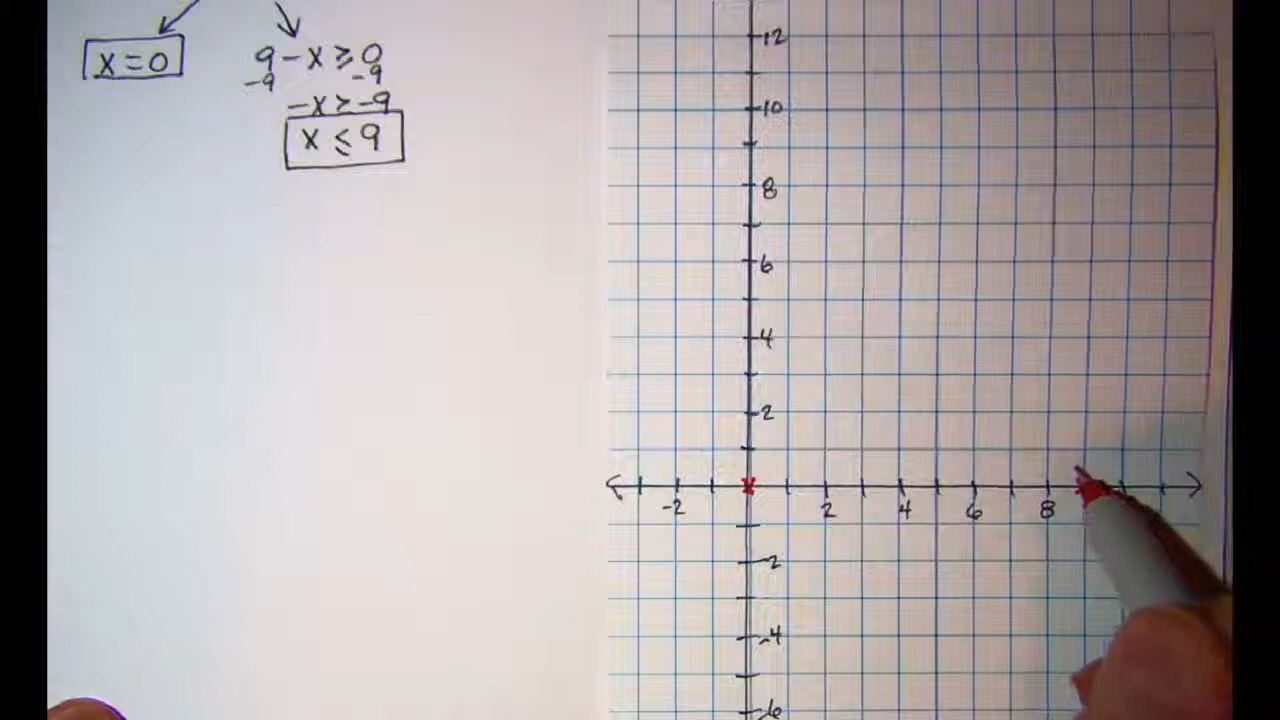 x = 0
9 - x ≥ 0
-9 -9
-x ≥ -9
x ≤ 9
12
10
8
6
4
2
-2 2 4 6 8
-2
-4
-6